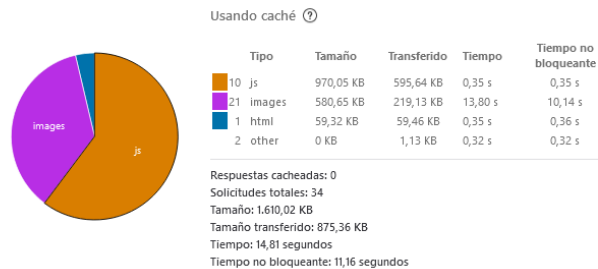 Usando caché ?
Tipo Tamaño Transferido Tiempo Tiempo no bloqueante
10 js 970,05 KB 595,64 KB 0,35 s 0,35 s
21 images 580,65 KB 219,13 KB 13,80 s 10,14 s
1 html 59,32 KB 59,46 KB 0,35 s 0,36 s
2 other 0 KB 1,13 KB 0,32 s 0,32 s
images
js
Respuestas cacheadas: 0
Solicitudes totales: 34
Tamaño: 1.610,02 KB
Tamaño transferido: 875,36 KB
Tiempo: 14,81 segundos
Tiempo no bloqueante: 11,16 segundos